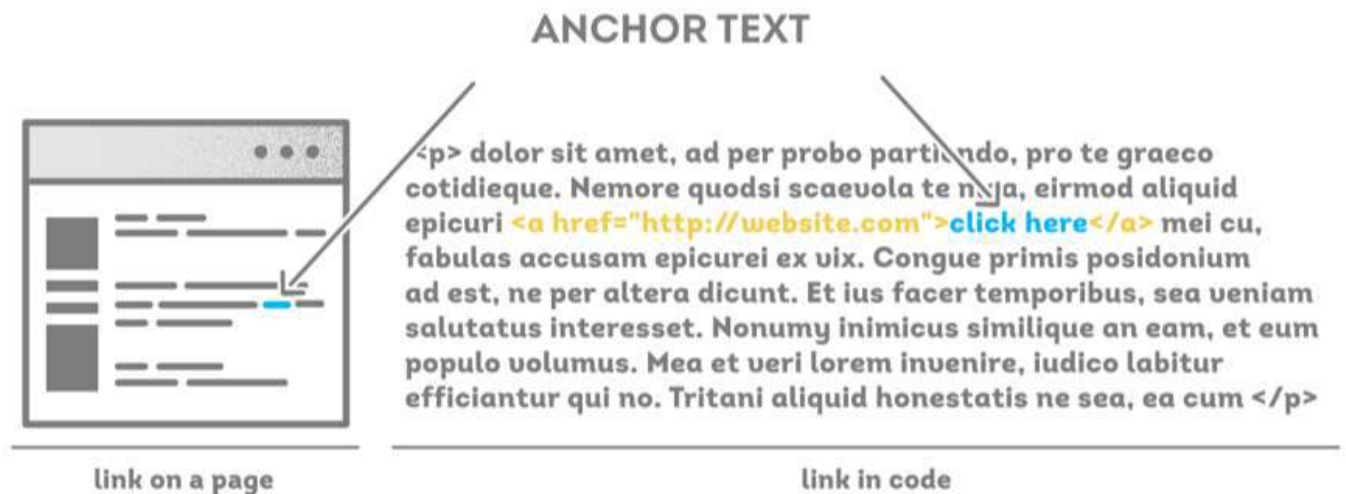 ANCHOR TEXT
<p> dolor sit amet, ad per probo partiendo, pro te graeco
cotidieque. Nemore quodsi scaevola te n ja, eirmod aliquid
epicuri <a href="http://website.com">click here</a> mei cu,
fabulas accusam epicurei ex vix. Congue primis posidonium
ad est, ne per altera dicunt. Et ius facer temporibus, sea veniam
salutatus interesset. Nonumy inimicus similique an eam, et eum
populo volumus. Mea et veri lorem invenire, iudico labitur
efficiantur qui no. Tritani aliquid honestatis ne sea, ea cum </p>
link on a page
link in code